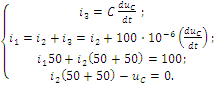 i₃ = C du_C/dt ;
i₁ = i₂ + i₃ = i₂ + 100 · 10⁻⁶ (du_C/dt) ;
i₁50 + i₂(50 + 50) = 100;
i₂(50 + 50) − u_C = 0.